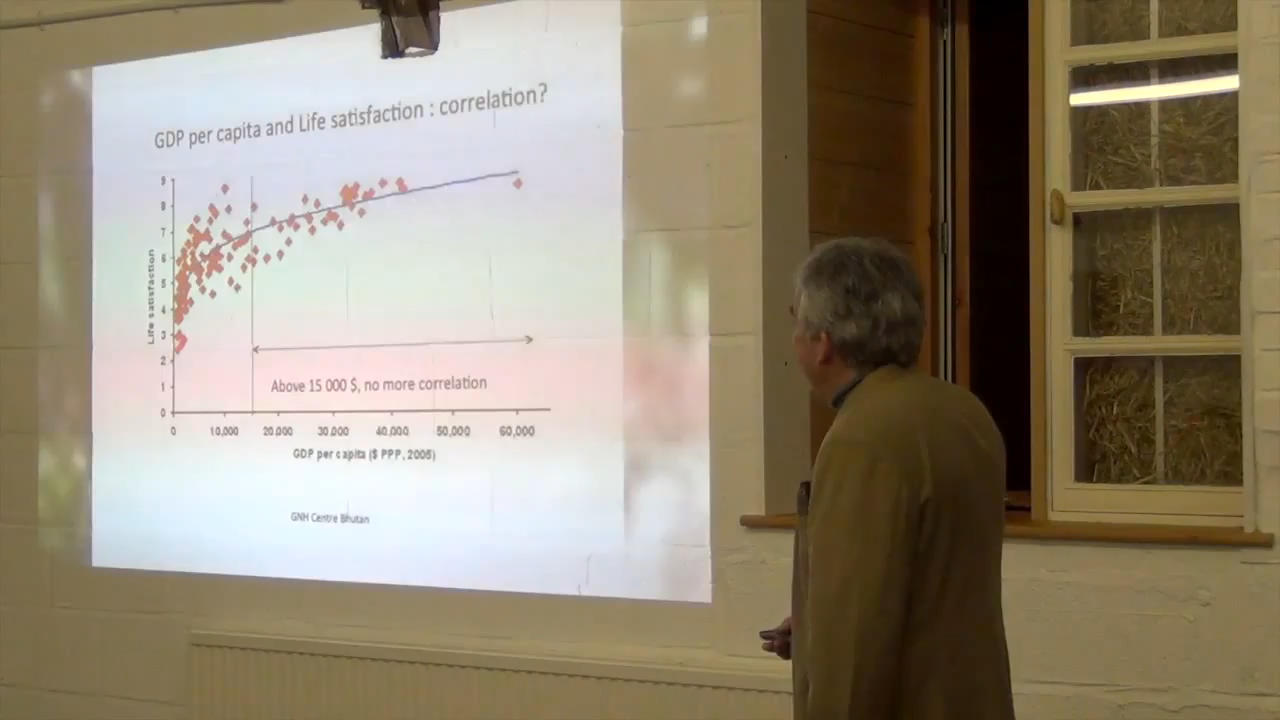 GDP per capita and Life satisfaction : correlation?
9
8
7
6
5
4
3
2
1
0
Life satisfaction
Above 15 000 $, no more correlation
0 10,000 20,000 30,000 40,000 50,000 60,000
GDP per capita ($ PPP, 2005)
GNH Centre Bhutan